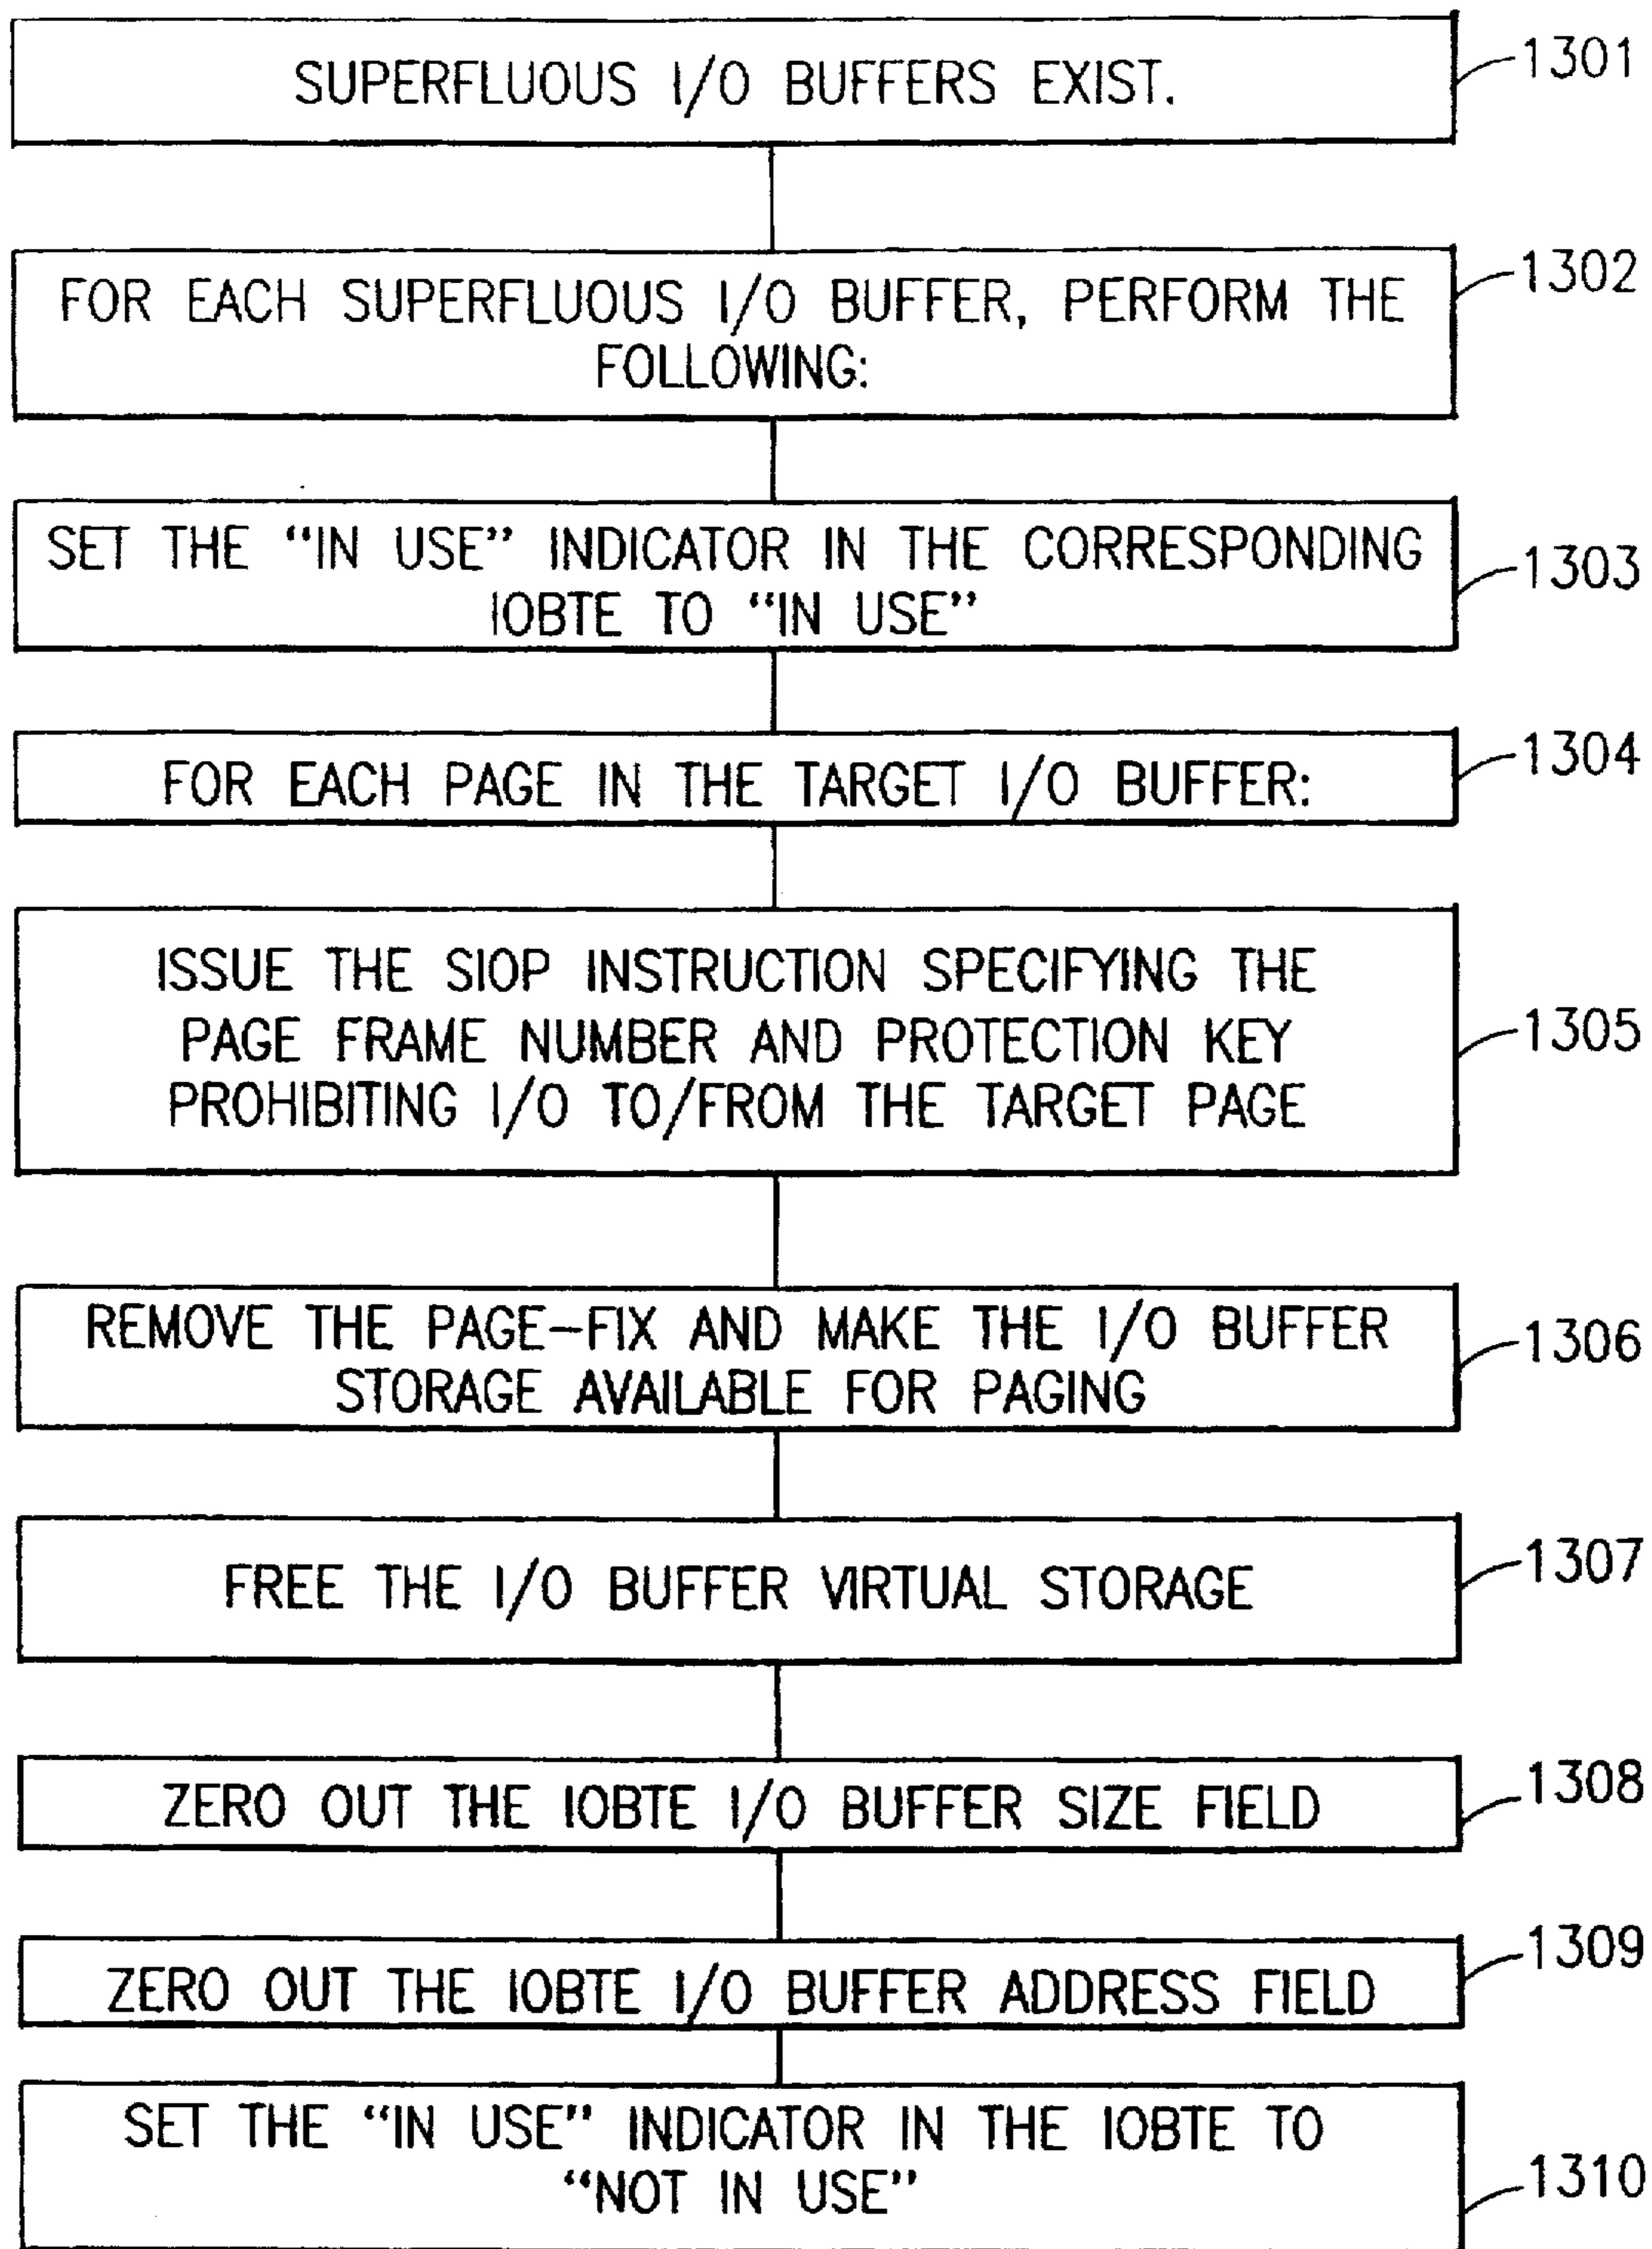 SUPERFLUOUS I/O BUFFERS EXIST.
1301
FOR EACH SUPERFLUOUS I/O BUFFER, PERFORM THE
FOLLOWING:
1302
SET THE “IN USE” INDICATOR IN THE CORRESPONDING
IOBTE TO “IN USE”
1303
FOR EACH PAGE IN THE TARGET I/O BUFFER:
1304
ISSUE THE SIOP INSTRUCTION SPECIFYING THE
PAGE FRAME NUMBER AND PROTECTION KEY
PROHIBITING I/O TO/FROM THE TARGET PAGE
1305
REMOVE THE PAGE-FIX AND MAKE THE I/O BUFFER
STORAGE AVAILABLE FOR PAGING
1306
FREE THE I/O BUFFER VIRTUAL STORAGE
1307
ZERO OUT THE IOBTE I/O BUFFER SIZE FIELD
1308
ZERO OUT THE IOBTE I/O BUFFER ADDRESS FIELD
1309
SET THE “IN USE” INDICATOR IN THE IOBTE TO
“NOT IN USE”
1310